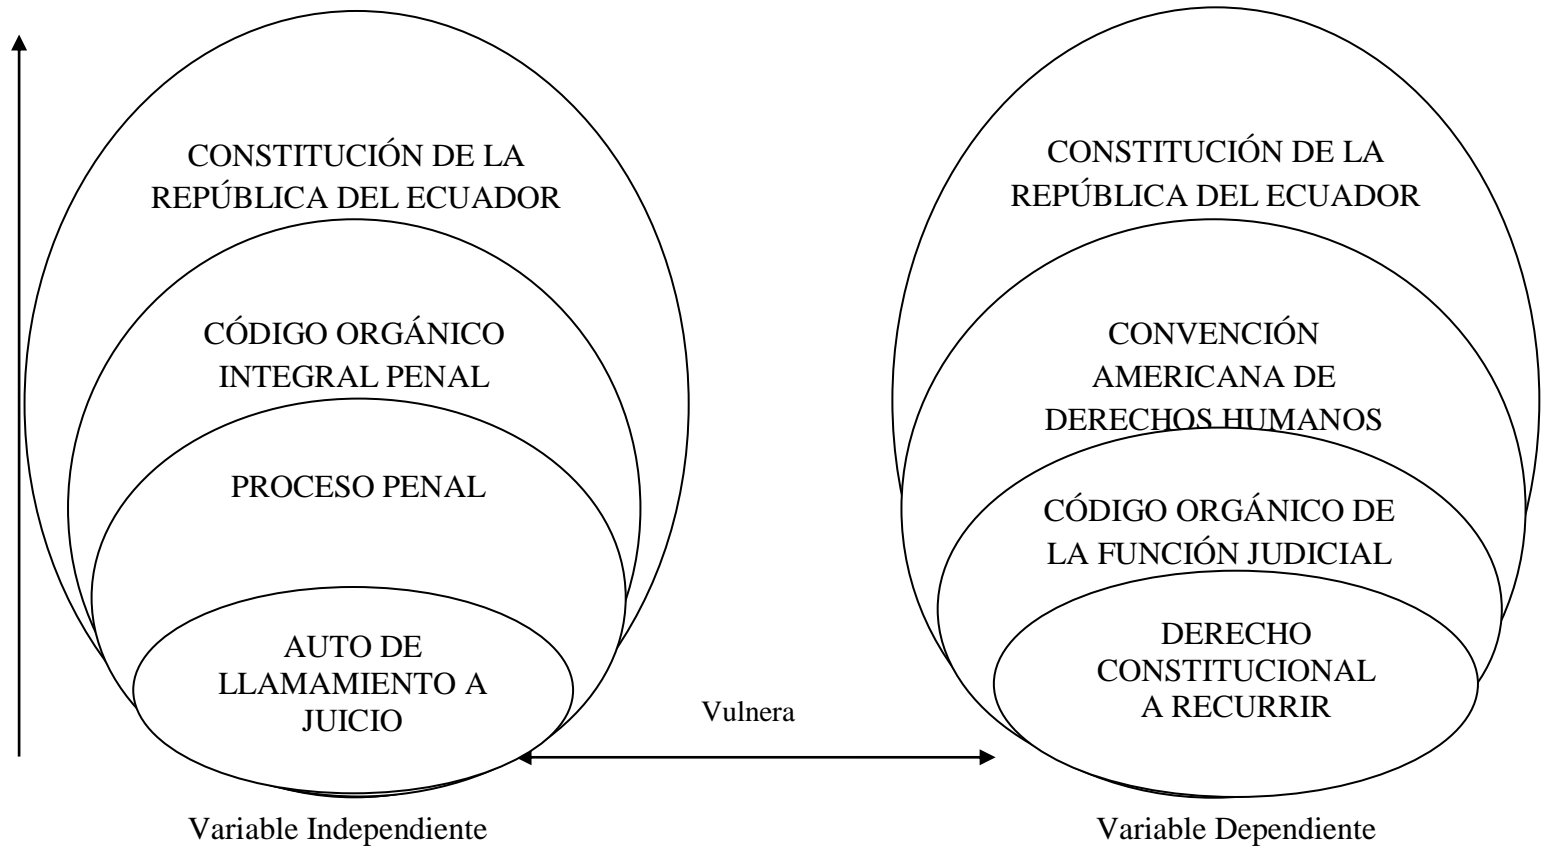 CONSTITUCIÓN DE LA
REPÚBLICA DEL ECUADOR
CÓDIGO ORGÁNICO
INTEGRAL PENAL
PROCESO PENAL
AUTO DE
LLAMAMIENTO A
JUICIO
Variable Independiente
Vulnera
CONSTITUCIÓN DE LA
REPÚBLICA DEL ECUADOR
CONVENCIÓN
AMERICANA DE
DERECHOS HUMANOS
CÓDIGO ORGÁNICO DE
LA FUNCIÓN JUDICIAL
DERECHO
CONSTITUCIONAL
A RECURRIR
Variable Dependiente